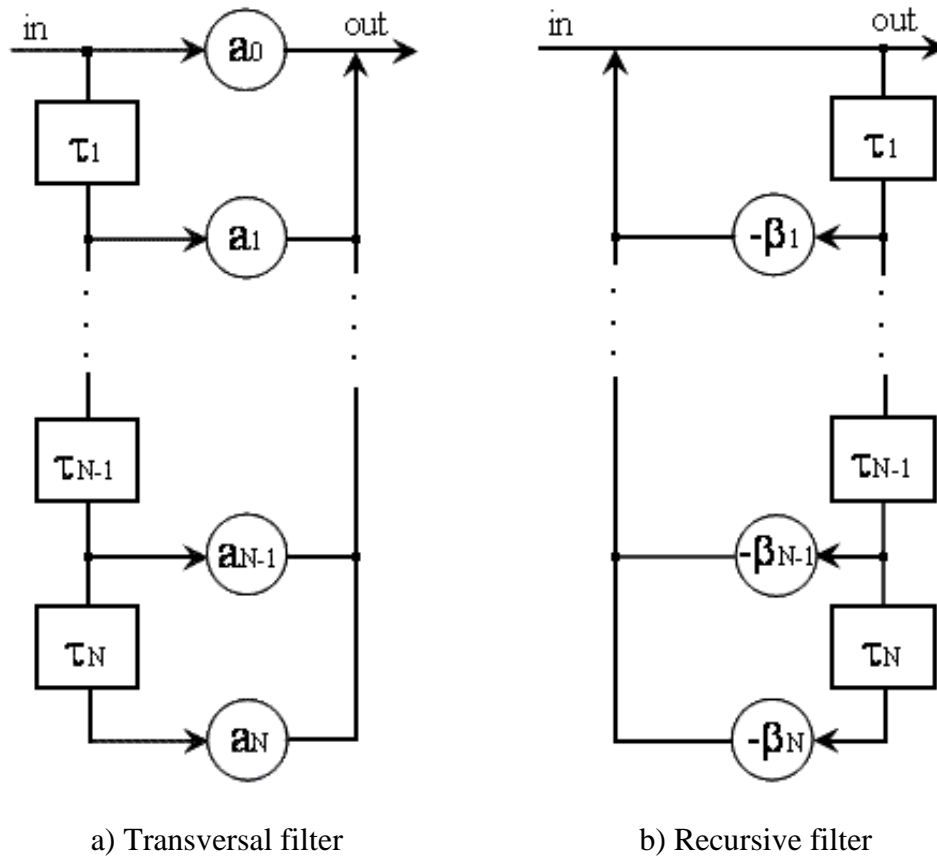 in out in out
a0
τ1 τ1
a1 -β1
τN-1 τN-1
aN-1 -βN-1
τN τN
aN -βN
a) Transversal filter b) Recursive filter